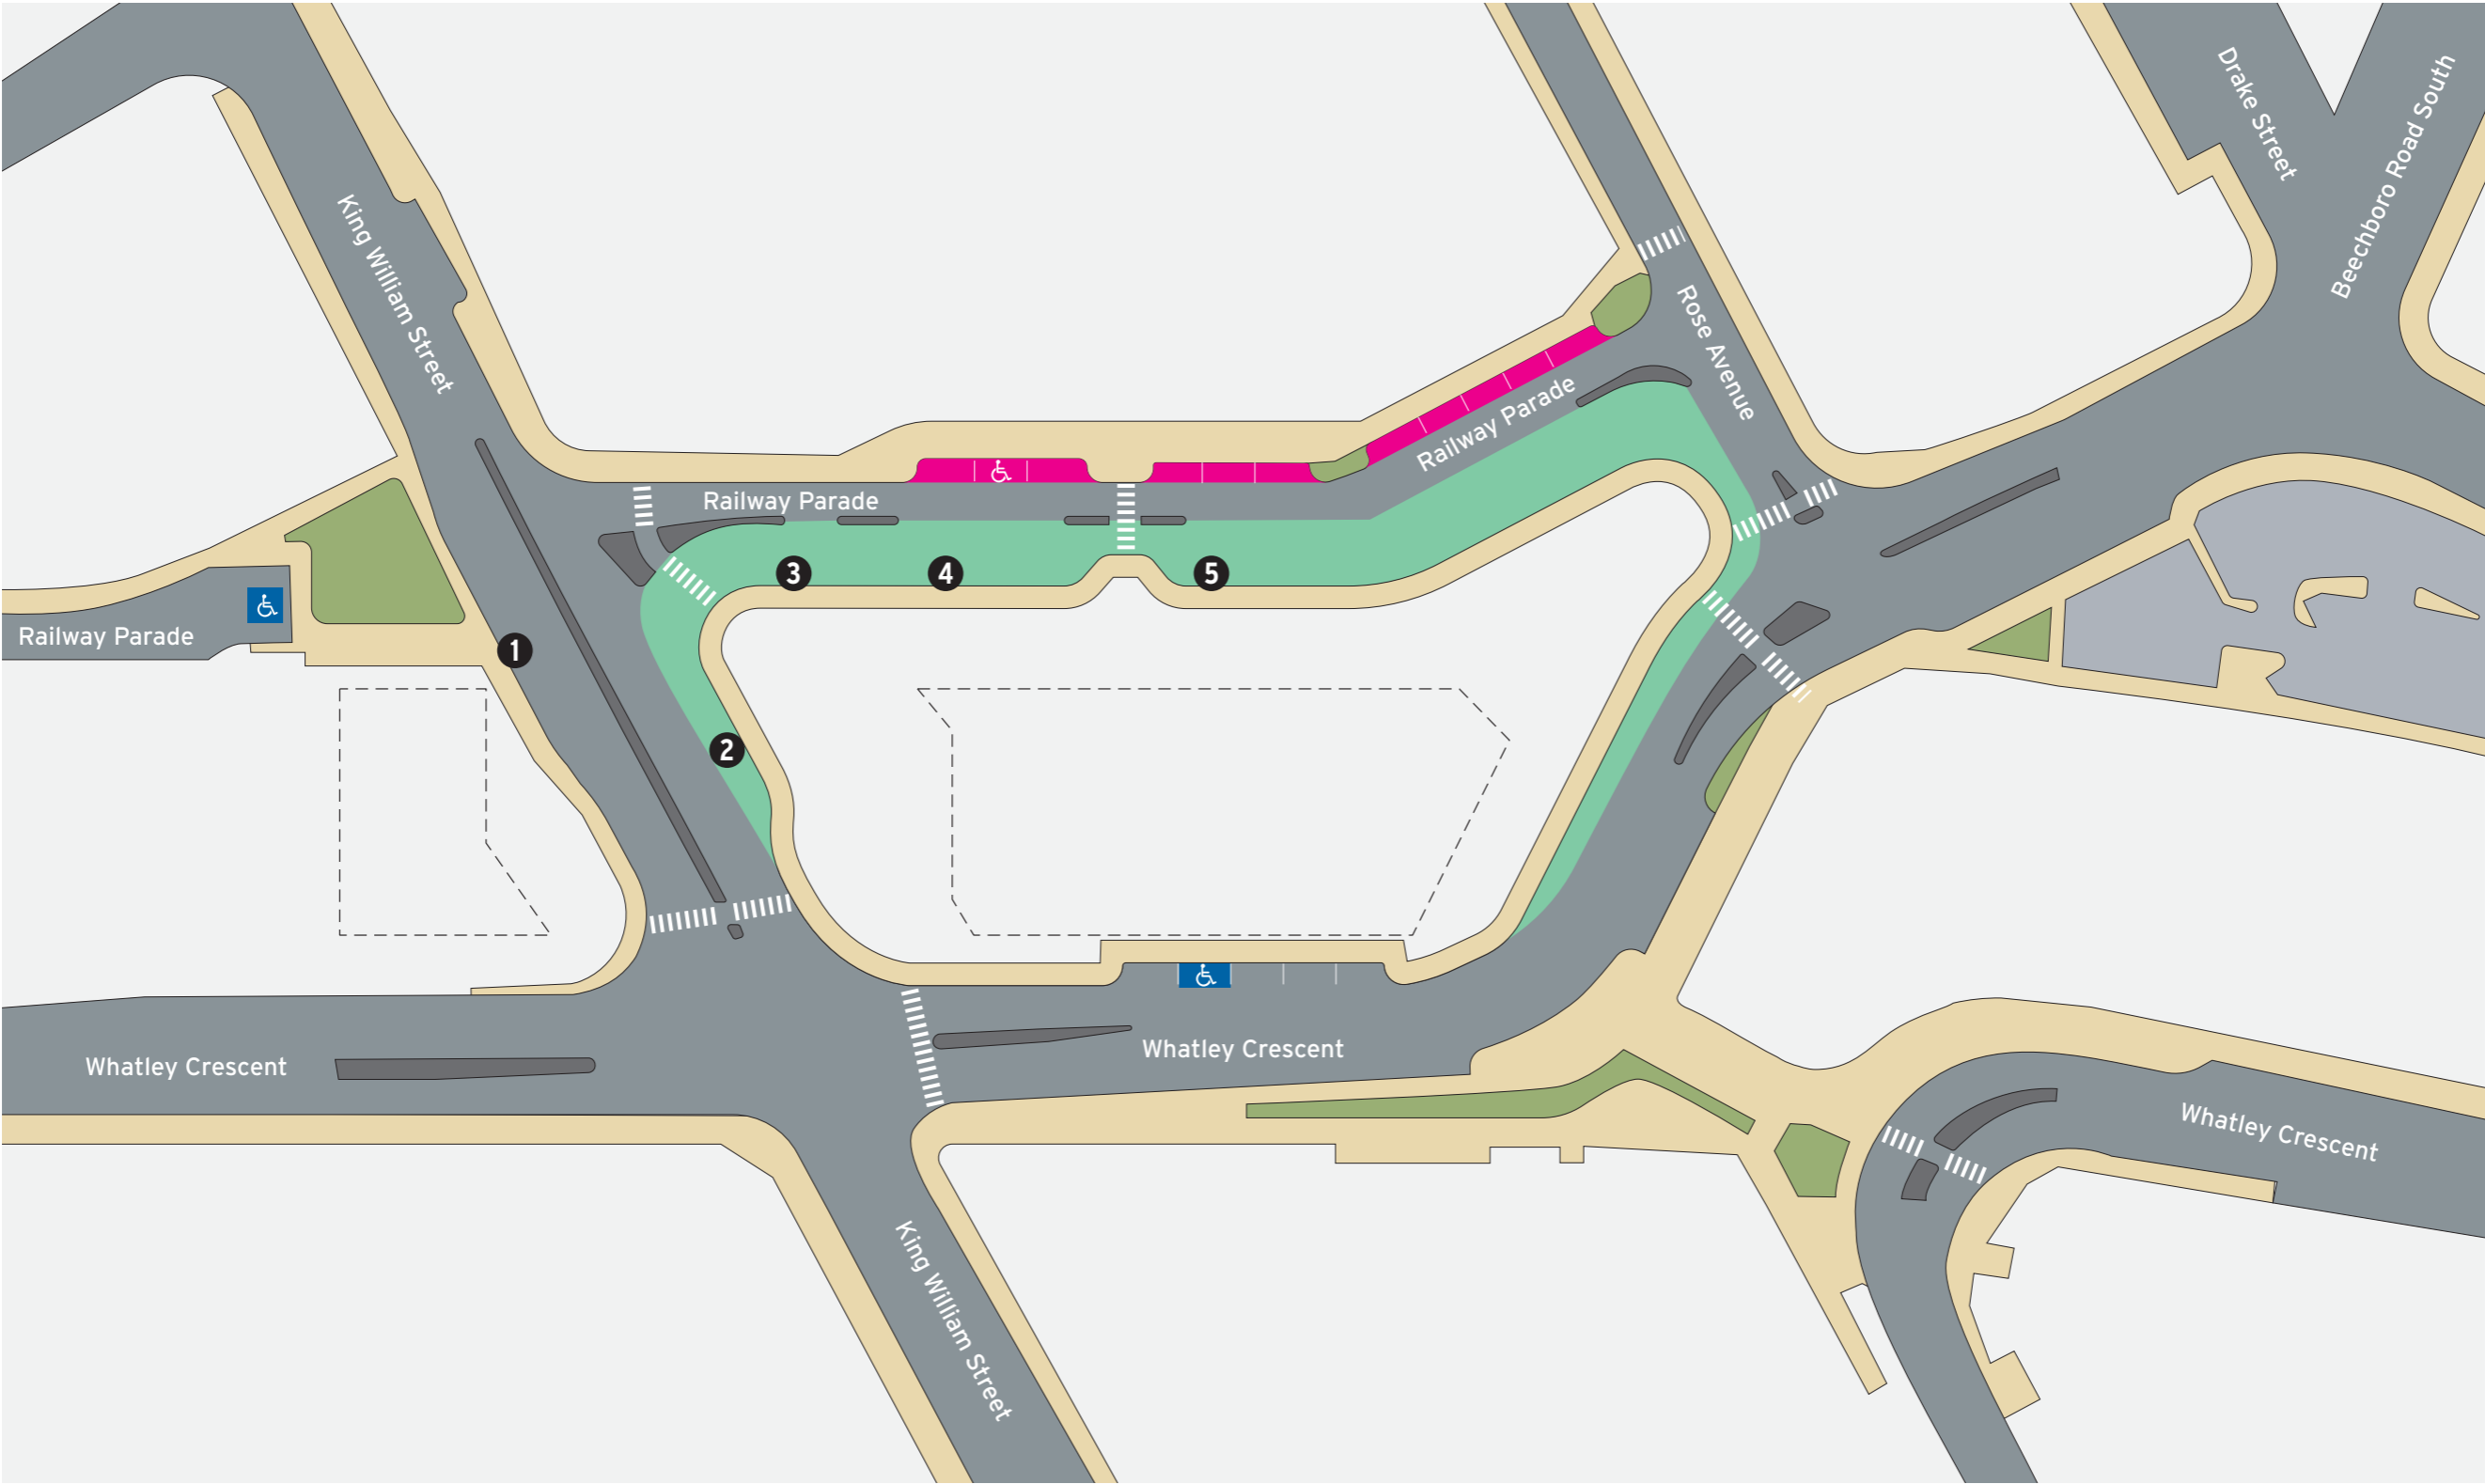 Drake Street
Beechboro Road South
King William Street
Rose Avenue
Railway Parade
Railway Parade
3
4
5
Railway Parade
1
2
Whatley Crescent
Whatley Crescent
Whatley Crescent
King William Street